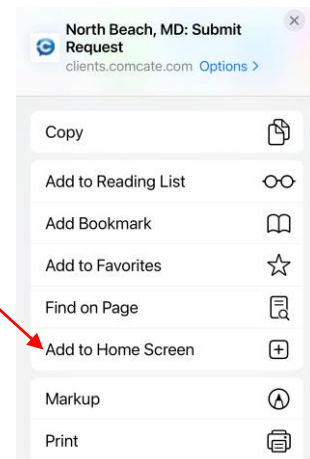 North Beach, MD: Submit
Request
clients.comcate.com Options >
Copy
Add to Reading List
Add Bookmark
Add to Favorites
Find on Page
Add to Home Screen
Markup
Print